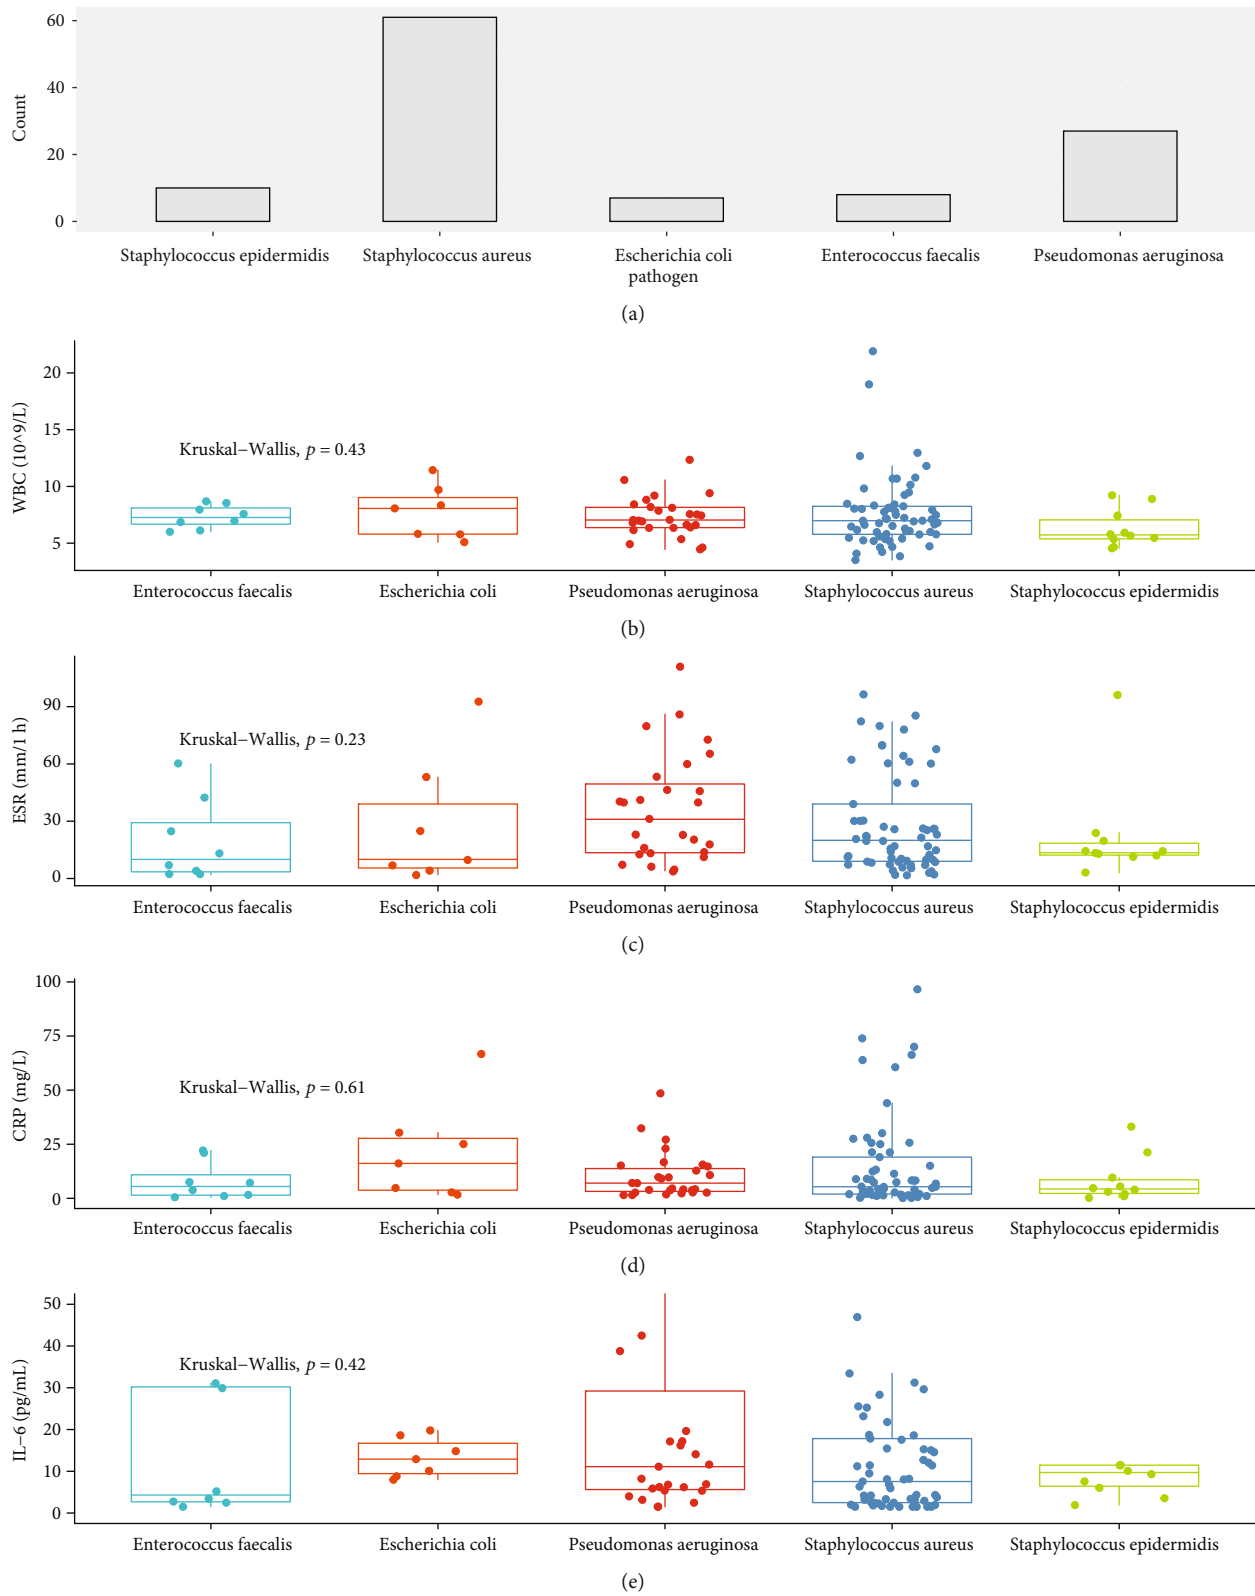 60
40
20
0
Count
Staphylococcus epidermidis
Staphylococcus aureus
Escherichia coli
Enterococcus faecalis
Pseudomonas aeruginosa
pathogen
(a)
20
15
10
5
WBC (10^9/L)
Kruskal−Wallis, p = 0.43
Enterococcus faecalis
Escherichia coli
Pseudomonas aeruginosa
Staphylococcus aureus
Staphylococcus epidermidis
(b)
90
60
30
0
ESR (mm/1 h)
Kruskal−Wallis, p = 0.23
Enterococcus faecalis
Escherichia coli
Pseudomonas aeruginosa
Staphylococcus aureus
Staphylococcus epidermidis
(c)
100
75
50
25
0
CRP (mg/L)
Kruskal−Wallis, p = 0.61
Enterococcus faecalis
Escherichia coli
Pseudomonas aeruginosa
Staphylococcus aureus
Staphylococcus epidermidis
(d)
50
40
30
20
10
0
IL−6 (pg/mL)
Kruskal−Wallis, p = 0.42
Enterococcus faecalis
Escherichia coli
Pseudomonas aeruginosa
Staphylococcus aureus
Staphylococcus epidermidis
(e)